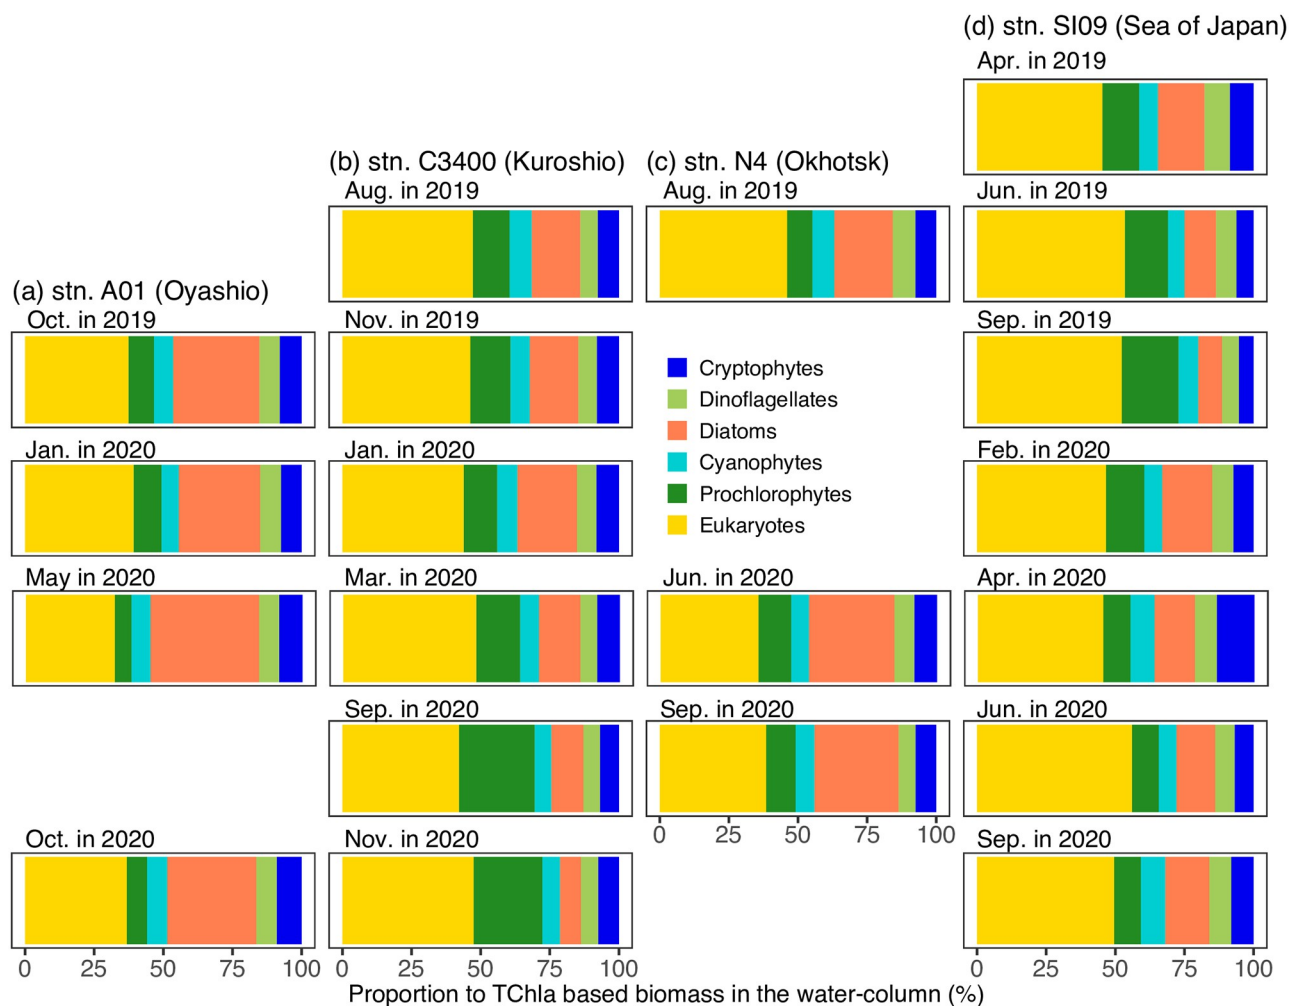 (a) stn. A01 (Oyashio)
Oct. in 2019
Jan. in 2020
May in 2020
Oct. in 2020
0 25 50 75 100
(b) stn. C3400 (Kuroshio)
Aug. in 2019
Nov. in 2019
Jan. in 2020
Mar. in 2020
Sep. in 2020
Nov. in 2020
0 25 50 75 100
(c) stn. N4 (Okhotsk)
Aug. in 2019
Cryptophytes
Dinoflagellates
Diatoms
Cyanophytes
Prochlorophytes
Eukaryotes
Jun. in 2020
Sep. in 2020
0 25 50 75 100
(d) stn. SI09 (Sea of Japan)
Apr. in 2019
Jun. in 2019
Sep. in 2019
Feb. in 2020
Apr. in 2020
Jun. in 2020
Sep. in 2020
0 25 50 75 100
Proportion to TChla based biomass in the water-column (%)